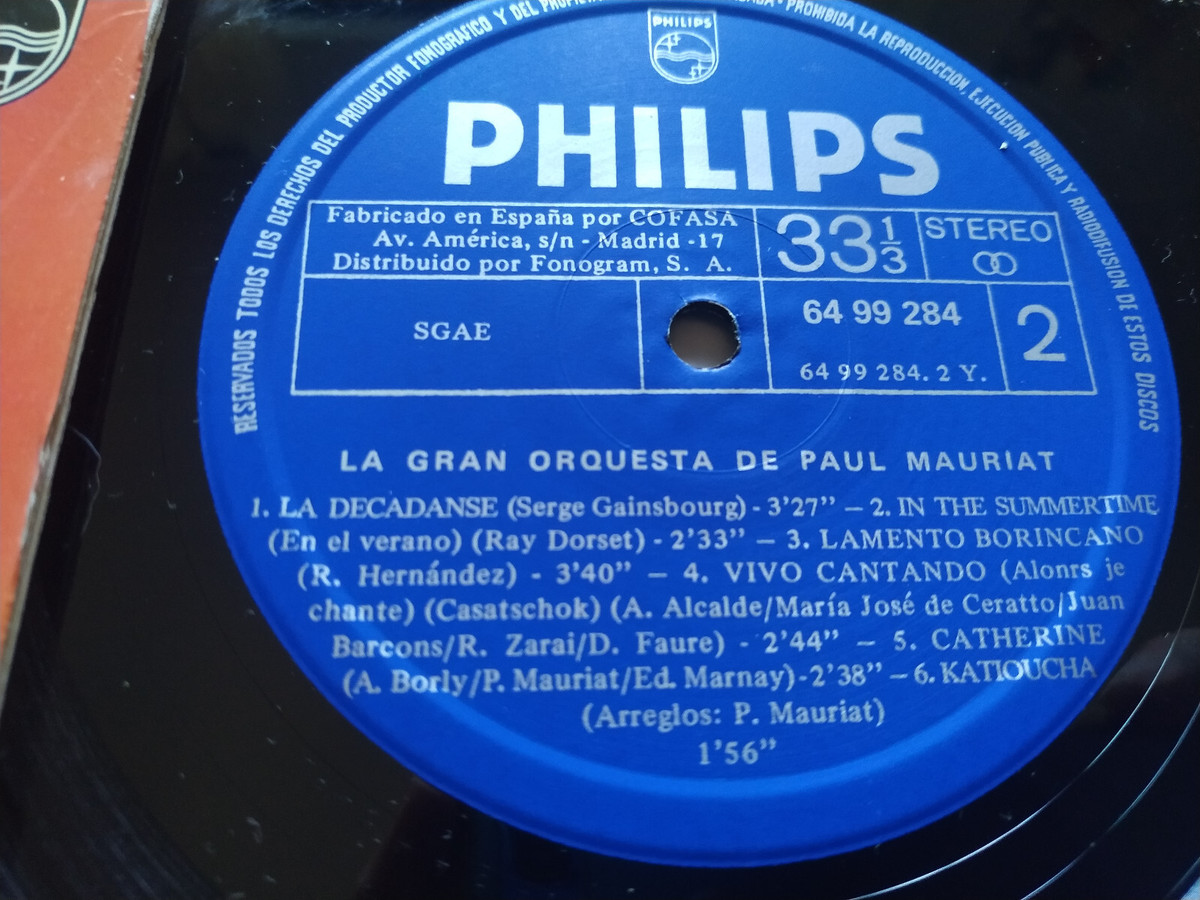 RESERVADOS TODOS LOS DERECHOS DEL PRODUCTOR FONOGRAFICO Y DEL
PROHIBIDA LA REPRODUCCION, EJECUCION PUBLICA Y RADIODIFUSION DE ESTOS DISCOS
PHILIPS
PHILIPS
Fabricado en España por COFASA
Av. América, s/n - Madrid -17
Distribuido por Fonogram, S. A.
33 1/3
STEREO
SGAE
64 99 284
64 99 284. 2 Y.
2
LA GRAN ORQUESTA DE PAUL MAURIAT
1. LA DECADANSE (Serge Gainsbourg) - 3'27" – 2. IN THE SUMMERTIME
(En el verano) (Ray Dorset) - 2'33" – 3. LAMENTO BORINCANO
(R. Hernández) - 3'40" – 4. VIVO CANTANDO (Alonrs je
chante) (Casatschok) (A. Alcalde/María José de Ceratto/Juan
Barcons/R. Zarai/D. Faure) - 2'44" – 5. CATHERINE
(A. Borly/P. Mauriat/Ed. Marnay)-2'38" – 6. KATIOUCHA
(Arreglos: P. Mauriat)
1'56"